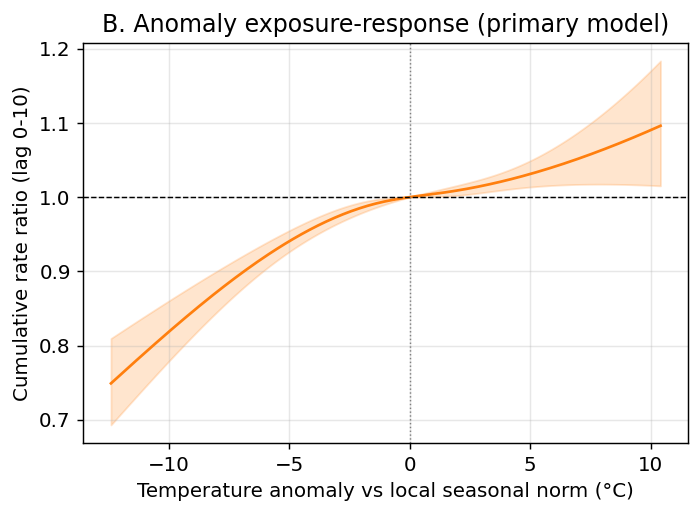 B. Anomaly exposure-response (primary model)
Cumulative rate ratio (lag 0-10)
1.2
1.1
1.0
0.9
0.8
0.7
−10 −5 0 5 10
Temperature anomaly vs local seasonal norm (°C)